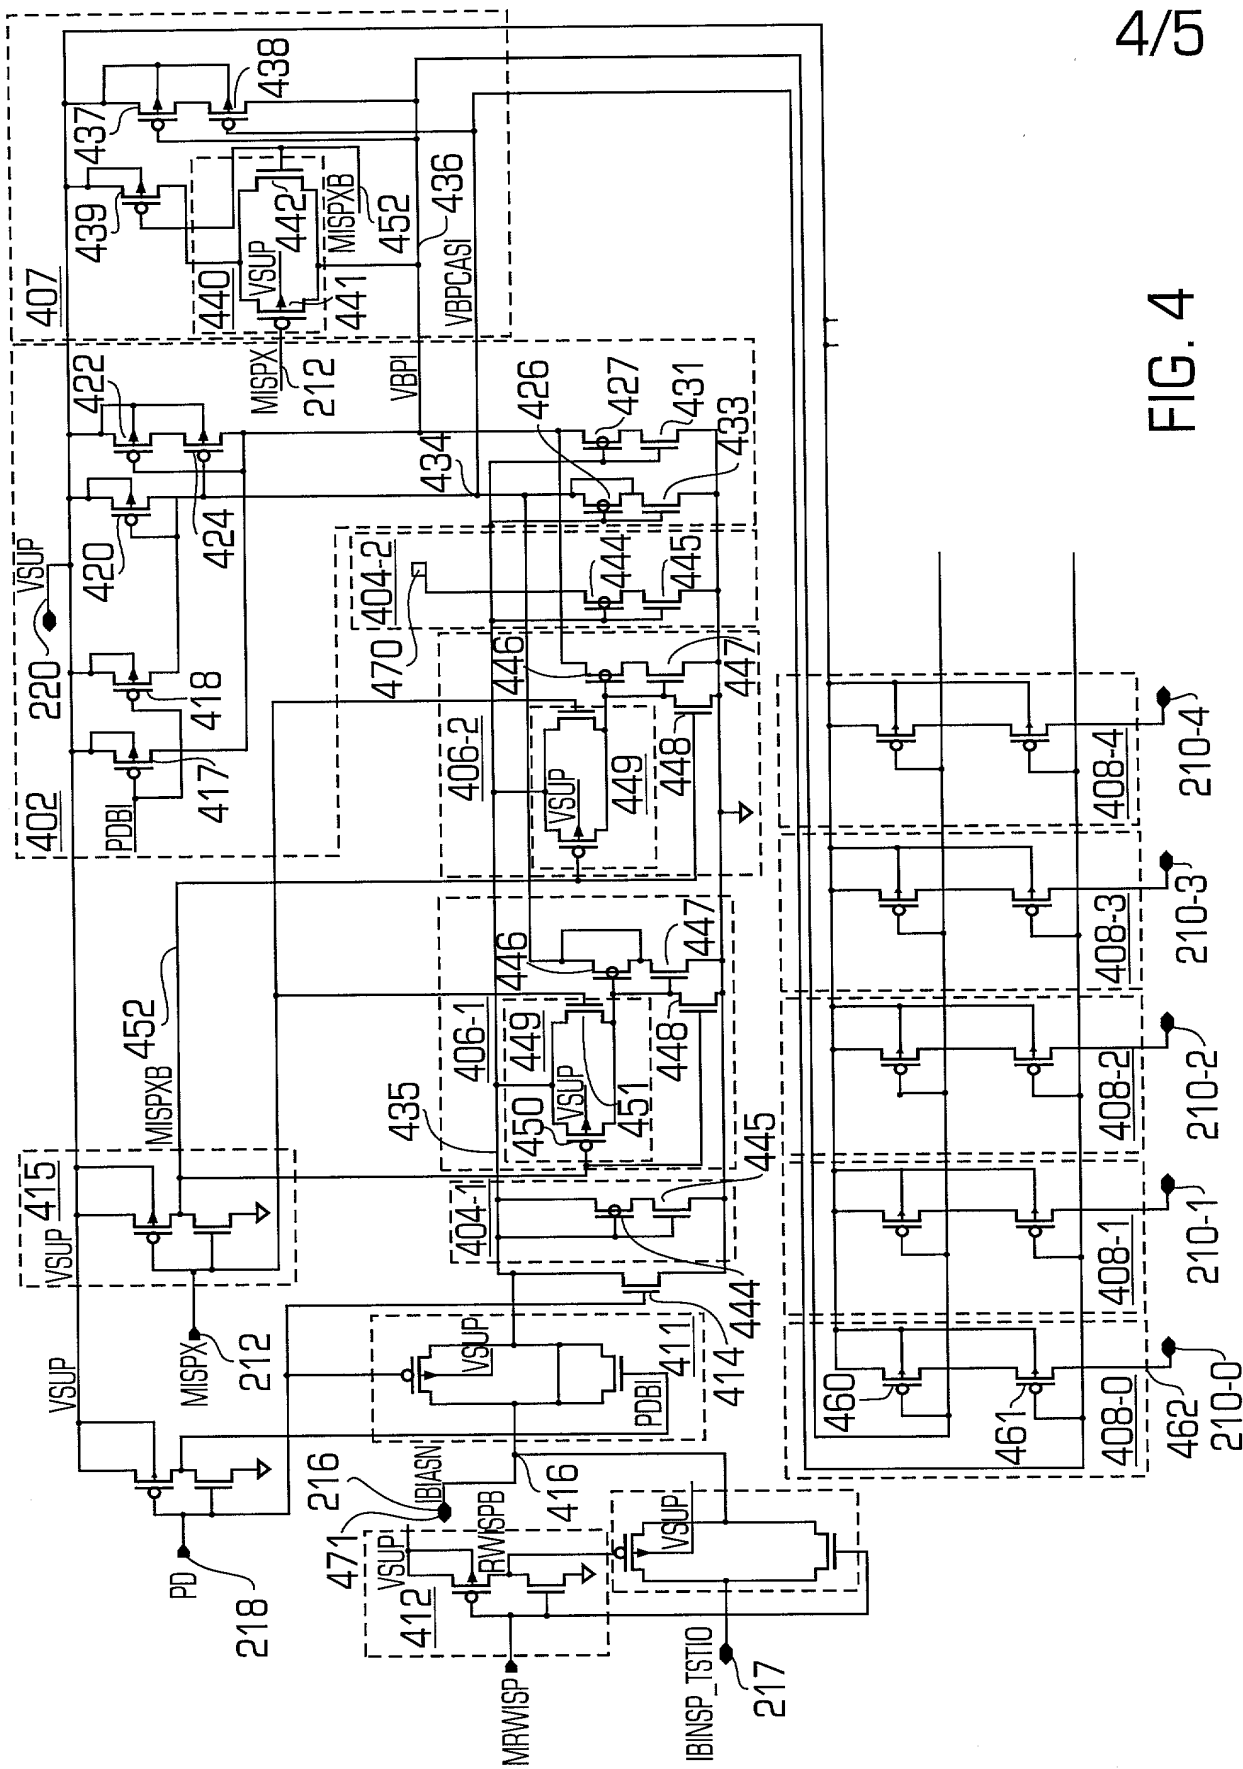 4/5
FIG. 4
407
437
438
439
440
VSUP
442
441
MISPXB
452
436
VBPCASI
MISPX
212
VBPI
422
420
424
VSUP
220
418
417
402
PDBI
434
426
427
431
433
404-2
470
444
445
406-2
446
447
VSUP
449
448
452
MISPXB
435
406-1
446
447
449
450
VSUP
451
448
445
404-1
444
414
415
VSUP
MISPX
212
VSUP
PD
218
VSUP
411
PDBI
416
IBIASN
216
471
VSUP
412
RWISPB
MRWISP
VSUP
IBINSP_TSTIO
217
408-4
210-4
408-3
210-3
408-2
210-2
408-1
210-1
460
461
408-0
462
210-0